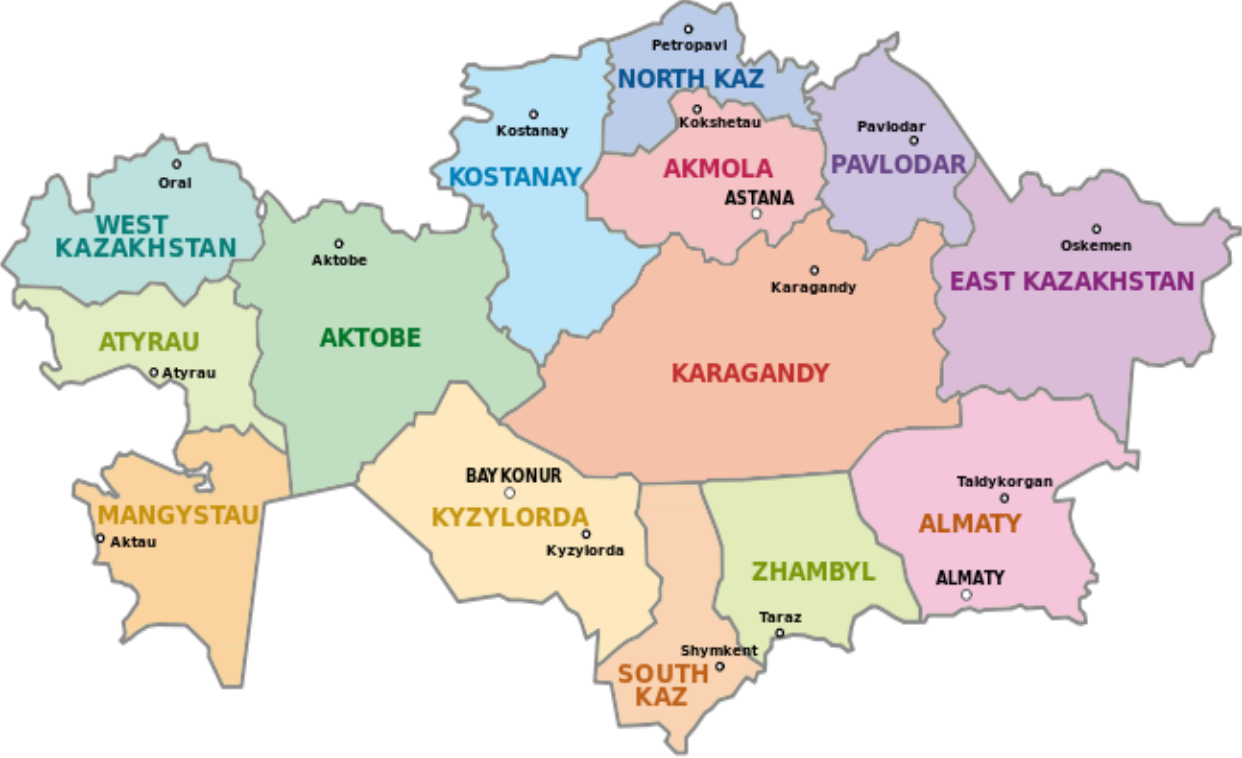 Petropavl
NORTH KAZ
Kostanay
Kokshetau
Pavlodar
KOSTANAY
AKMOLA
PAVLODAR
ASTANA
Oral
WEST
KAZAKHSTAN
Aktobe
Oskemen
Karagandy
EAST KAZAKHSTAN
ATYRAU
AKTOBE
Atyrau
KARAGANDY
BAYKONUR
Taldykorgan
MANGYSTAU
KYZYLORDA
ALMATY
Aktau
Kyzylorda
ZHAMBYL
ALMATY
Taraz
Shymkent
SOUTH
KAZ